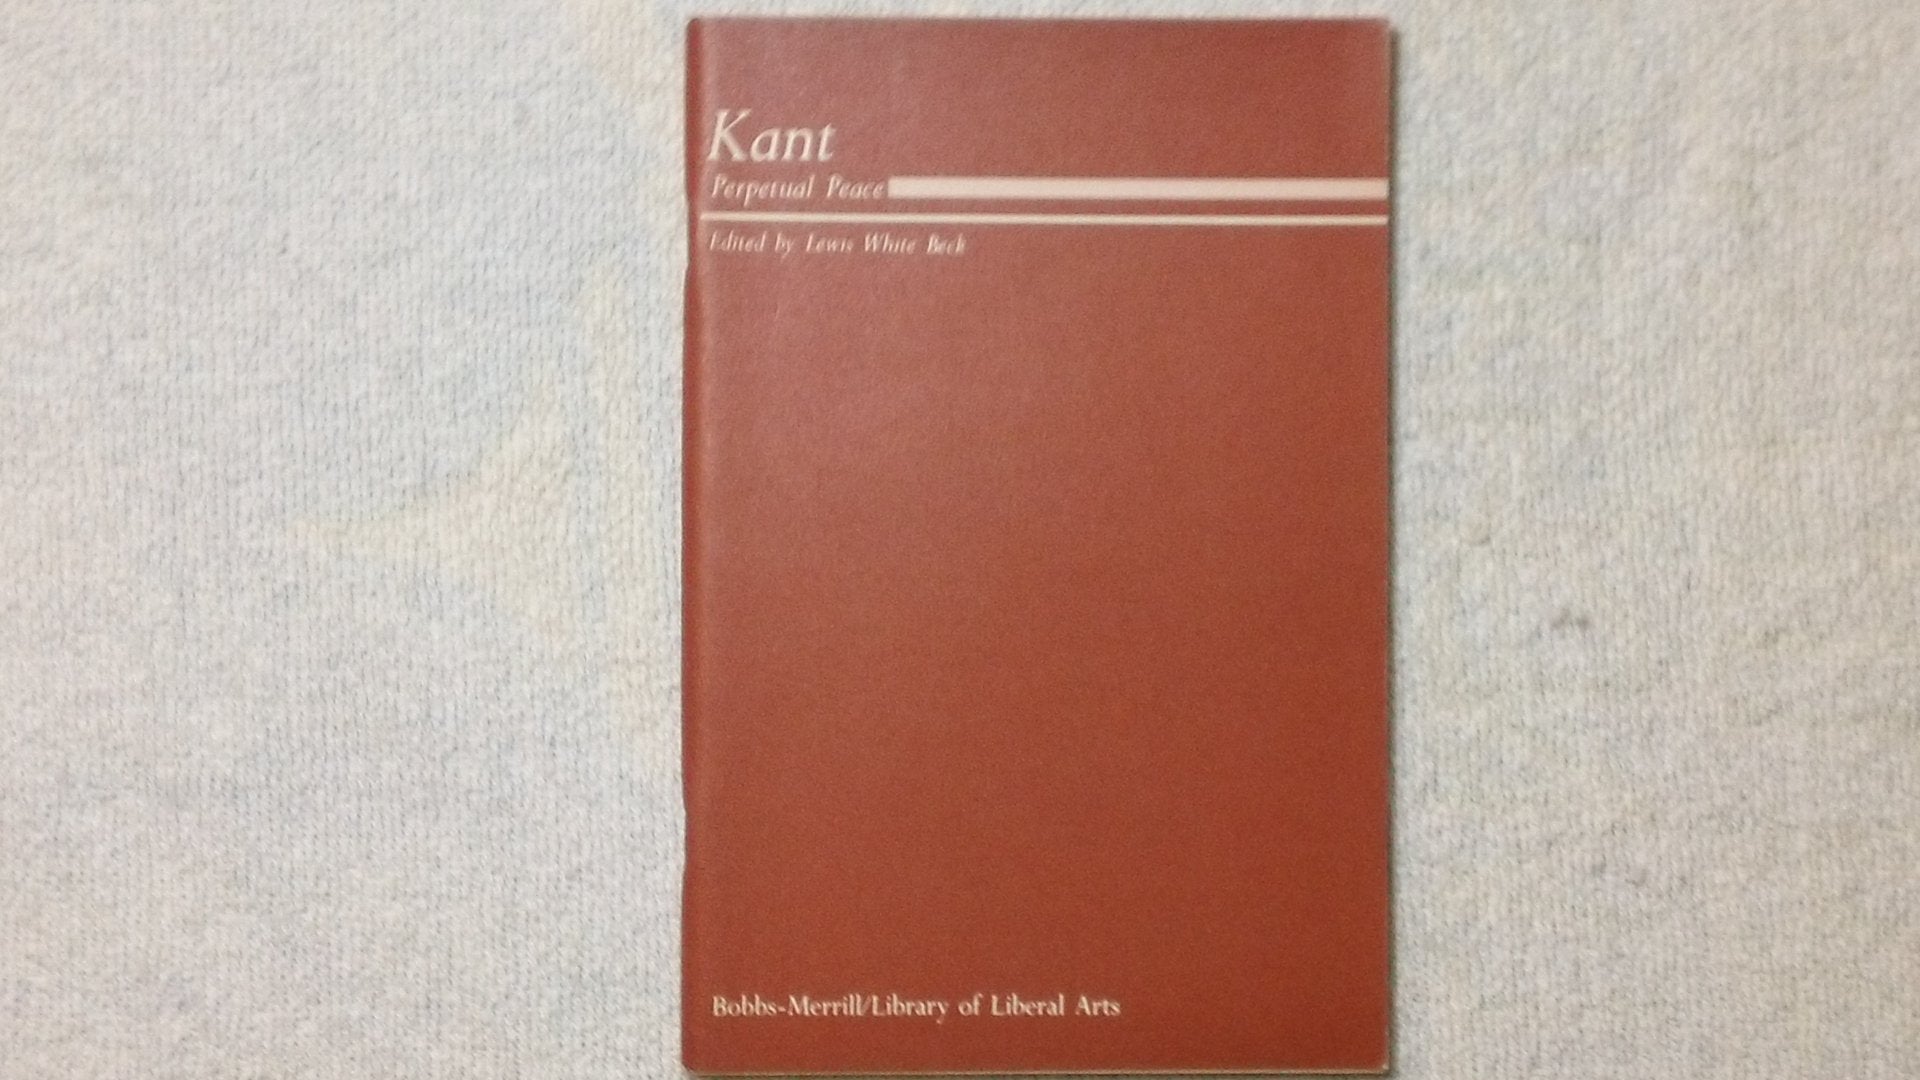 Kant
Perpetual Peace
Edited by Lewis White Beck
Bobbs-Merrill/Library of Liberal Arts